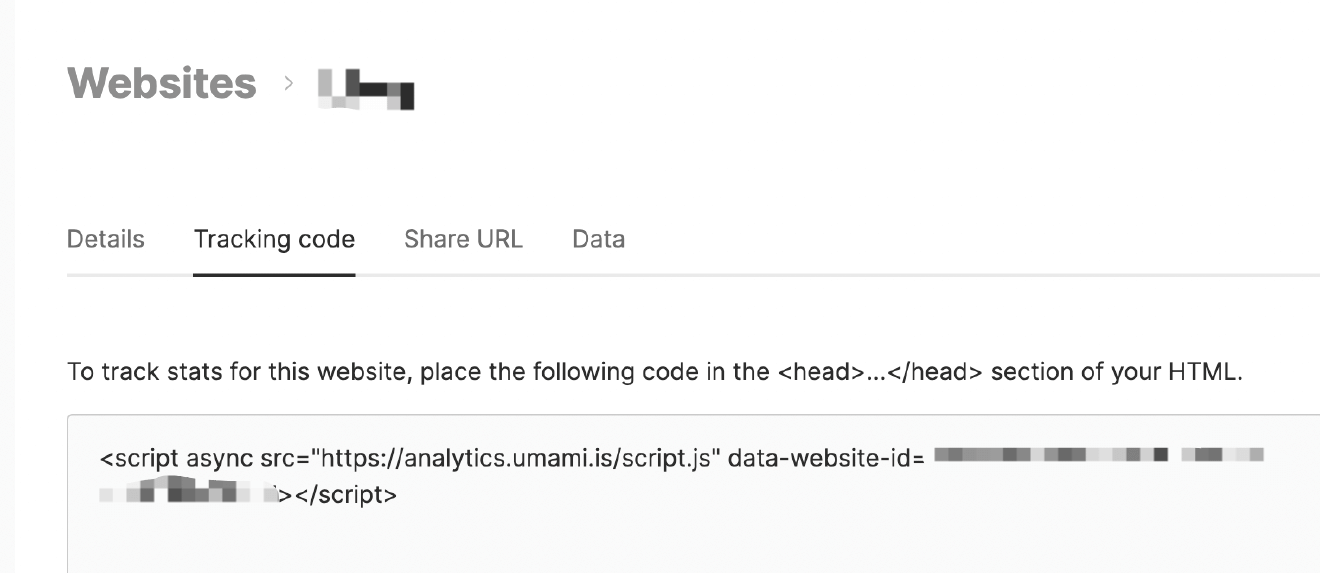 Websites >
Details Tracking code Share URL Data
To track stats for this website, place the following code in the <head>...</head> section of your HTML.
<script async src="https://analytics.umami.is/script.js" data-website-id=
></script>